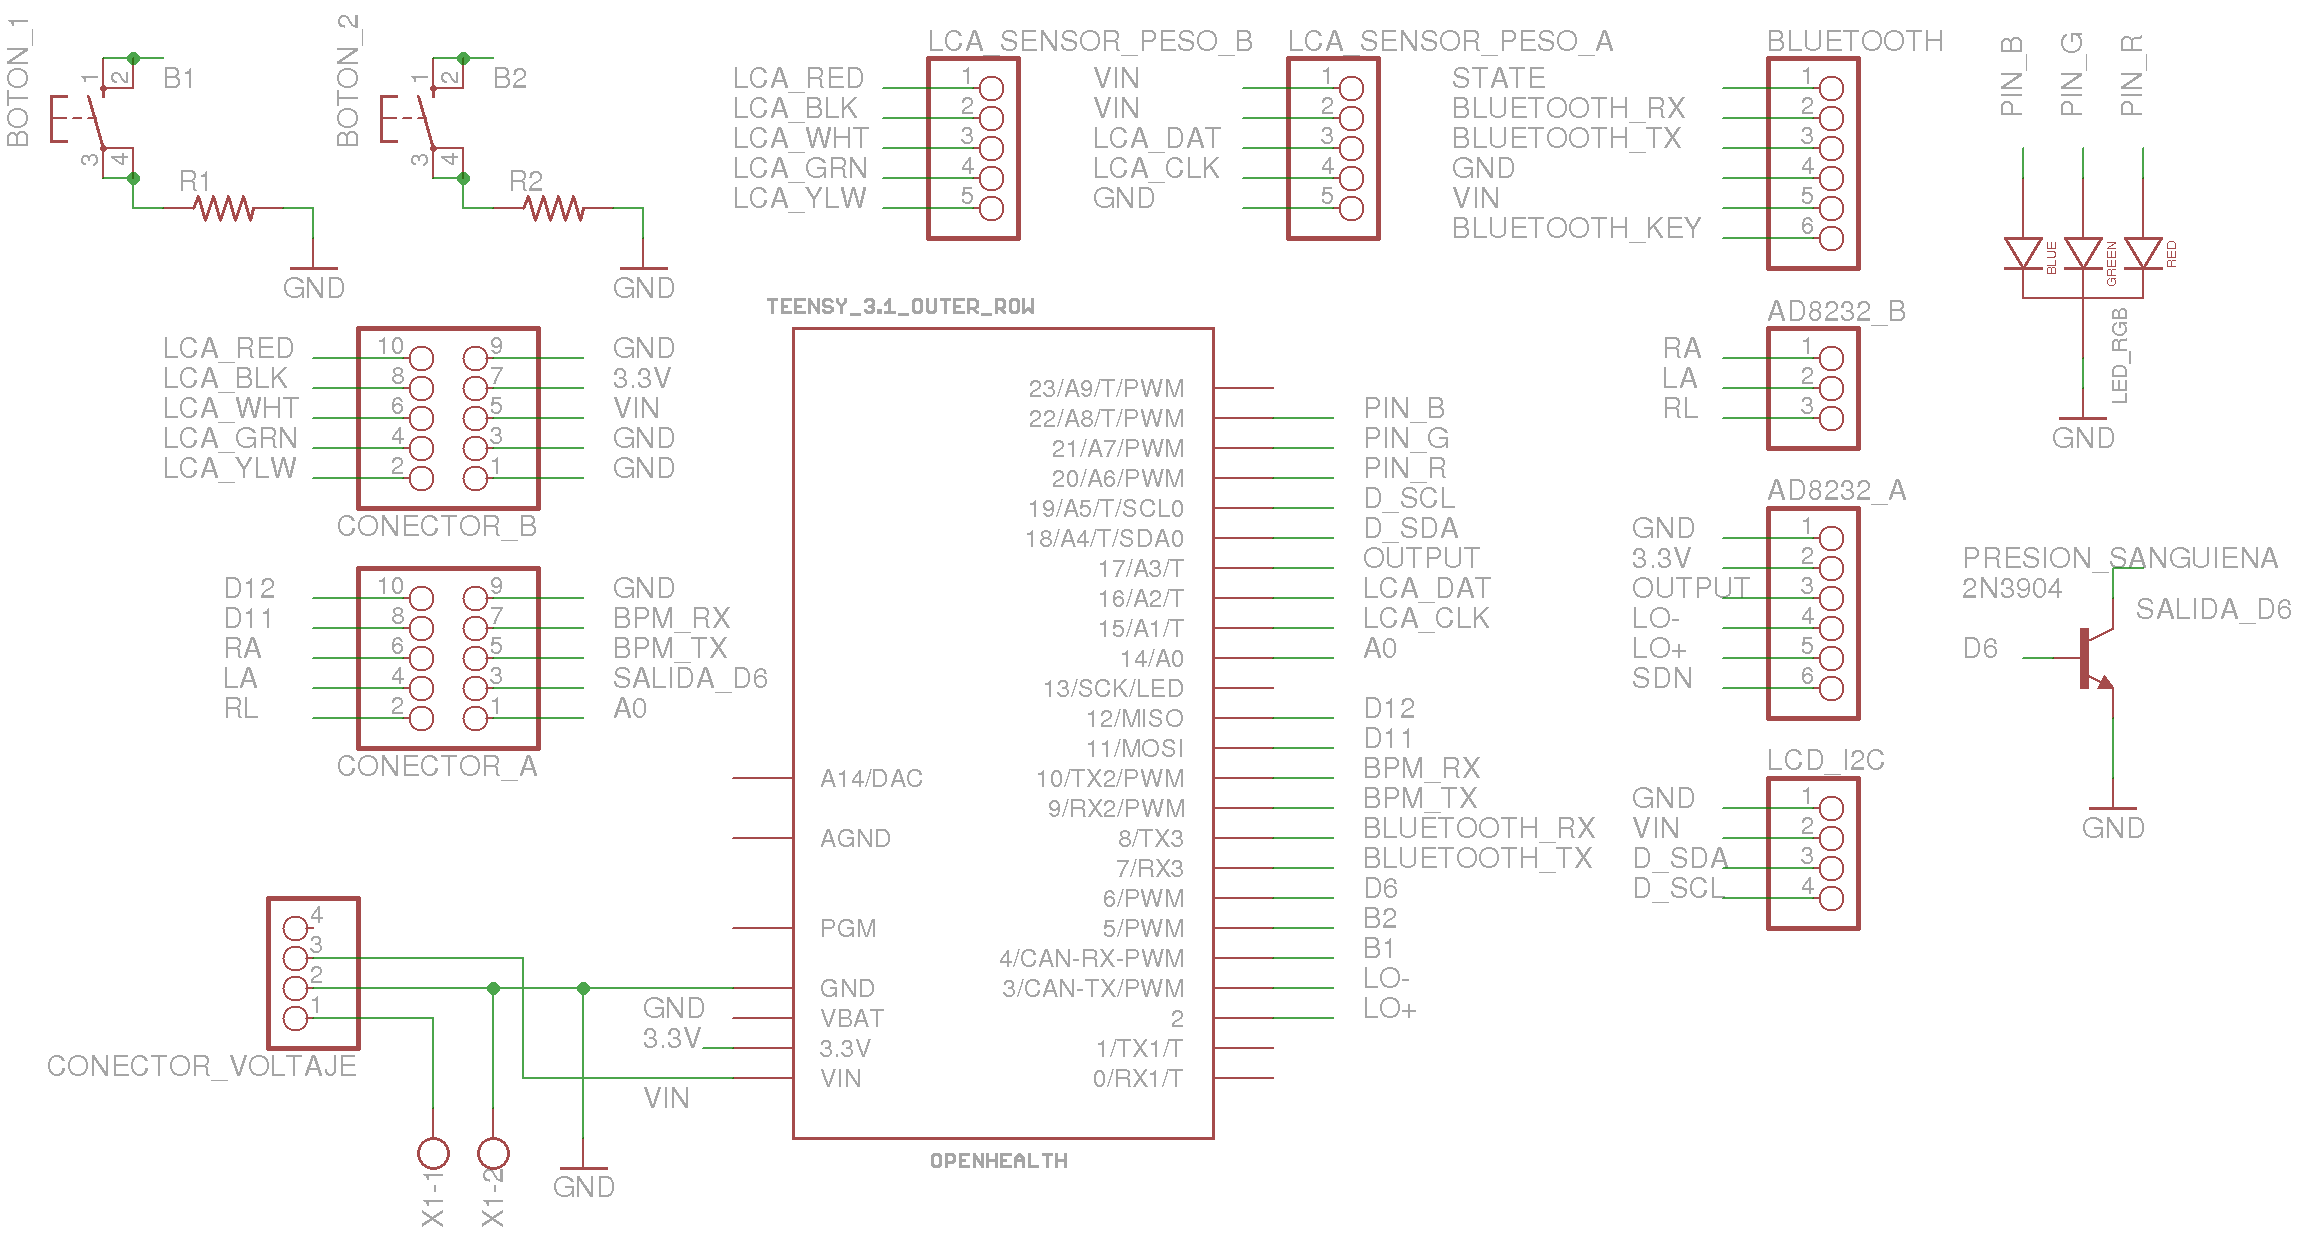 BOTON_1
1
2
B1
3
4
R1
GND
BOTON_2
1
2
B2
3
4
R2
GND
LCA_SENSOR_PESO_B
LCA_RED 1
LCA_BLK 2
LCA_WHT 3
LCA_GRN 4
LCA_YLW 5
LCA_SENSOR_PESO_A
VIN 1
VIN 2
LCA_DAT 3
LCA_CLK 4
GND 5
BLUETOOTH
STATE 1
BLUETOOTH_RX 2
BLUETOOTH_TX 3
GND 4
VIN 5
BLUETOOTH_KEY 6
PIN_B
PIN_G
PIN_R
BLUE
GREEN
RED
LED_RGB
GND
LCA_RED 10 9 GND
LCA_BLK 8 7 3.3V
LCA_WHT 6 5 VIN
LCA_GRN 4 3 GND
LCA_YLW 2 1 GND
CONECTOR_B
D12 10 9 GND
D11 8 7 BPM_RX
RA 6 5 BPM_TX
LA 4 3 SALIDA_D6
RL 2 1 A0
CONECTOR_A
4
3
2
1
CONECTOR_VOLTAJE
X1-1
X1-2
GND
TEENSY_3.1_OUTER_ROW
A14/DAC
AGND
PGM
GND
GND
VBAT
3.3V
3.3V
VIN
VIN
23/A9/T/PWM
22/A8/T/PWM PIN_B
21/A7/PWM PIN_G
20/A6/PWM PIN_R
19/A5/T/SCL0 D_SCL
18/A4/T/SDA0 D_SDA
17/A3/T OUTPUT
16/A2/T LCA_DAT
15/A1/T LCA_CLK
14/A0 A0
13/SCK/LED
12/MISO D12
11/MOSI D11
10/TX2/PWM BPM_RX
9/RX2/PWM BPM_TX
8/TX3 BLUETOOTH_RX
7/RX3 BLUETOOTH_TX
6/PWM D6
5/PWM B2
4/CAN-RX-PWM B1
3/CAN-TX/PWM LO-
2 LO+
1/TX1/T
0/RX1/T
OPENHEALTH
AD8232_B
RA 1
LA 2
RL 3
AD8232_A
GND 1
3.3V 2
OUTPUT 3
LO- 4
LO+ 5
SDN 6
LCD_I2C
GND 1
VIN 2
D_SDA 3
D_SCL 4
PRESION_SANGUIENA
2N3904
SALIDA_D6
D6
GND